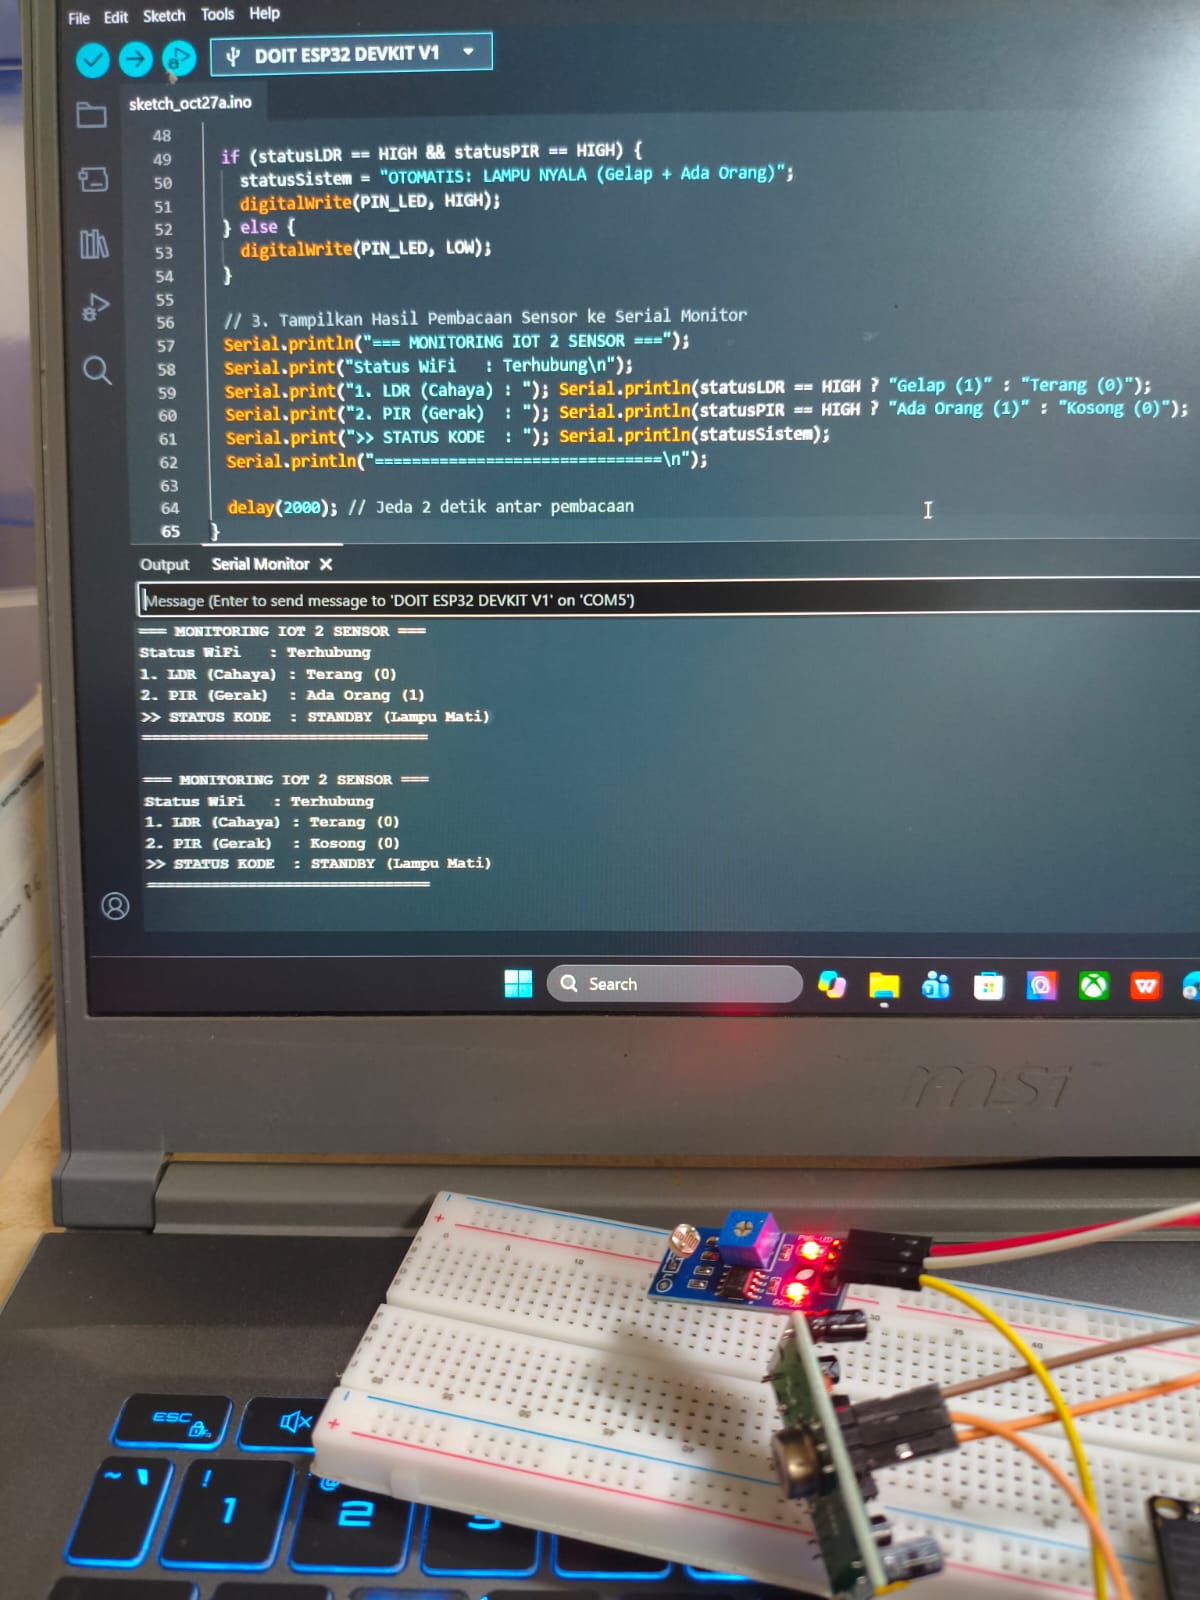 File Edit Sketch Tools Help
DOIT ESP32 DEVKIT V1
sketch_oct27a.ino
48
49 if (statusLDR == HIGH && statusPIR == HIGH) {
50 statusSistem = "OTOMATIS: LAMPU NYALA (Gelap + Ada Orang)";
51 digitalWrite(PIN_LED, HIGH);
52 } else {
53 digitalWrite(PIN_LED, LOW);
54 }
55
56 // 3. Tampilkan Hasil Pembacaan Sensor ke Serial Monitor
57 Serial.println("=== MONITORING IOT 2 SENSOR ===");
58 Serial.print("Status WiFi   : Terhubung\n");
59 Serial.print("1. LDR (Cahaya) : "); Serial.println(statusLDR == HIGH ? "Gelap (1)" : "Terang (0)");
60 Serial.print("2. PIR (Gerak)  : "); Serial.println(statusPIR == HIGH ? "Ada Orang (1)" : "Kosong (0)");
61 Serial.print(">> STATUS KODE  : "); Serial.println(statusSistem);
62 Serial.println("===============================\n");
63
64 delay(2000); // Jeda 2 detik antar pembacaan
65 }
Output Serial Monitor X
Message (Enter to send message to 'DOIT ESP32 DEVKIT V1' on 'COM5')
=== MONITORING IOT 2 SENSOR ===
Status WiFi   : Terhubung
1. LDR (Cahaya) : Terang (0)
2. PIR (Gerak)  : Ada Orang (1)
>> STATUS KODE  : STANDBY (Lampu Mati)
===============================
=== MONITORING IOT 2 SENSOR ===
Status WiFi   : Terhubung
1. LDR (Cahaya) : Terang (0)
2. PIR (Gerak)  : Kosong (0)
>> STATUS KODE  : STANDBY (Lampu Mati)
===============================
Search
msi
ESC
~ ! 1 @ 2